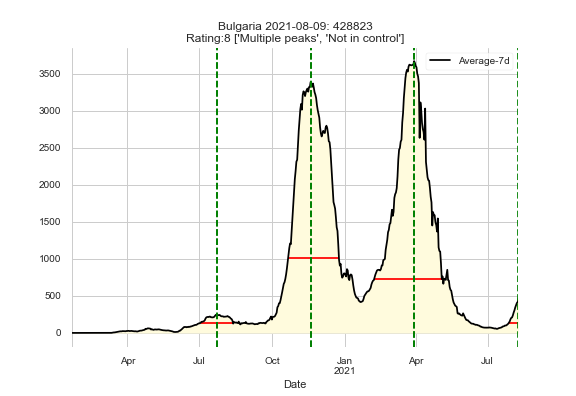 Bulgaria 2021-08-09: 428823
Rating:8 ['Multiple peaks', 'Not in control']
Average-7d
3500
3000
2500
2000
1500
1000
500
0
Apr Jul Oct Jan Apr Jul
2021
Date